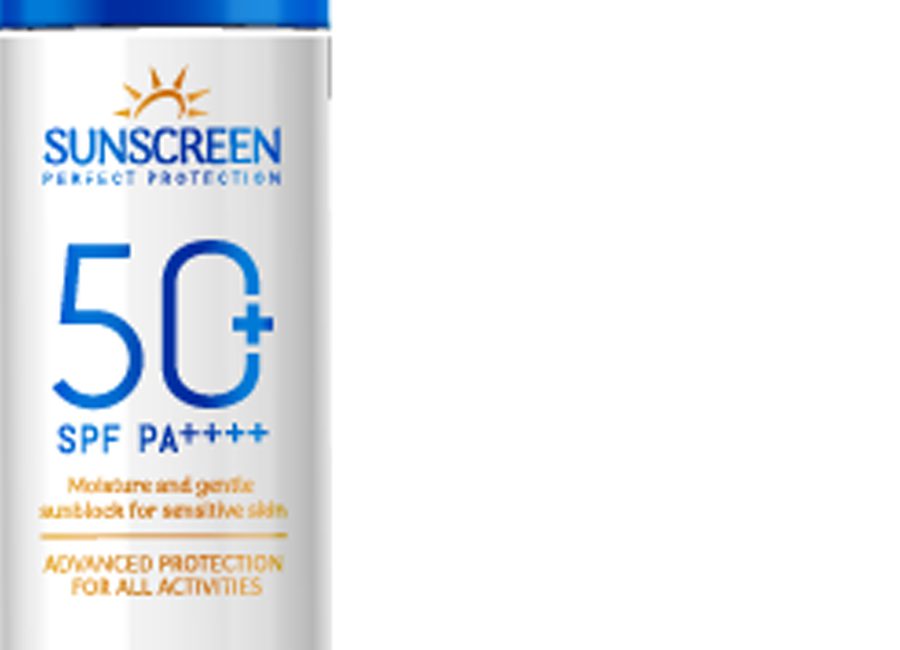 SUNSCREEN
PERFECT PROTECTION
50+
SPF PA++++
Moisture and gentle
sunblock for sensitive skin
ADVANCED PROTECTION
FOR ALL ACTIVITIES